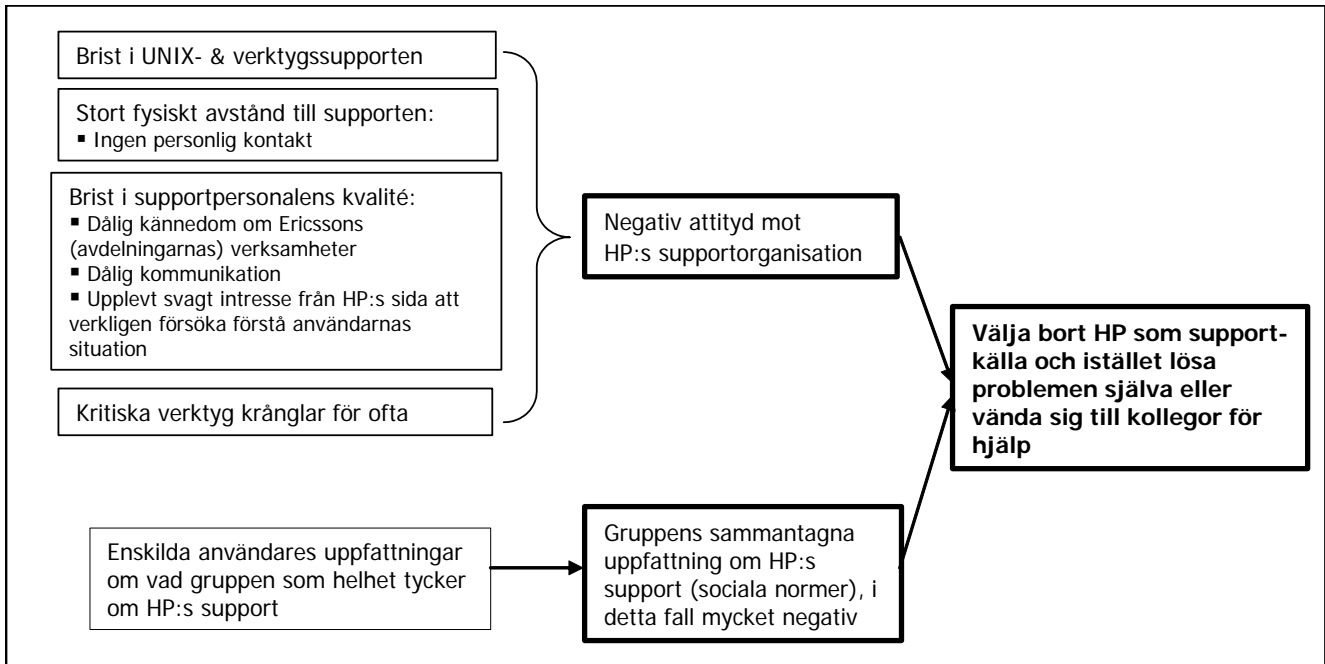 Brist i UNIX- & verktygssupporten
Stort fysiskt avstånd till supporten:
▪ Ingen personlig kontakt
Brist i supportpersonalens kvalité:
▪ Dålig kännedom om Ericssons
(avdelningarnas) verksamheter
▪ Dålig kommunikation
▪ Upplevt svagt intresse från HP:s sida att
verkligen försöka förstå användarnas
situation
Kritiska verktyg krånglar för ofta
Negativ attityd mot
HP:s supportorganisation
Välja bort HP som support-
källa och istället lösa
problemen själva eller
vända sig till kollegor för
hjälp
Enskilda användares uppfattningar
om vad gruppen som helhet tycker
om HP:s support
Gruppens sammantagna
uppfattning om HP:s
support (sociala normer), i
detta fall mycket negativ